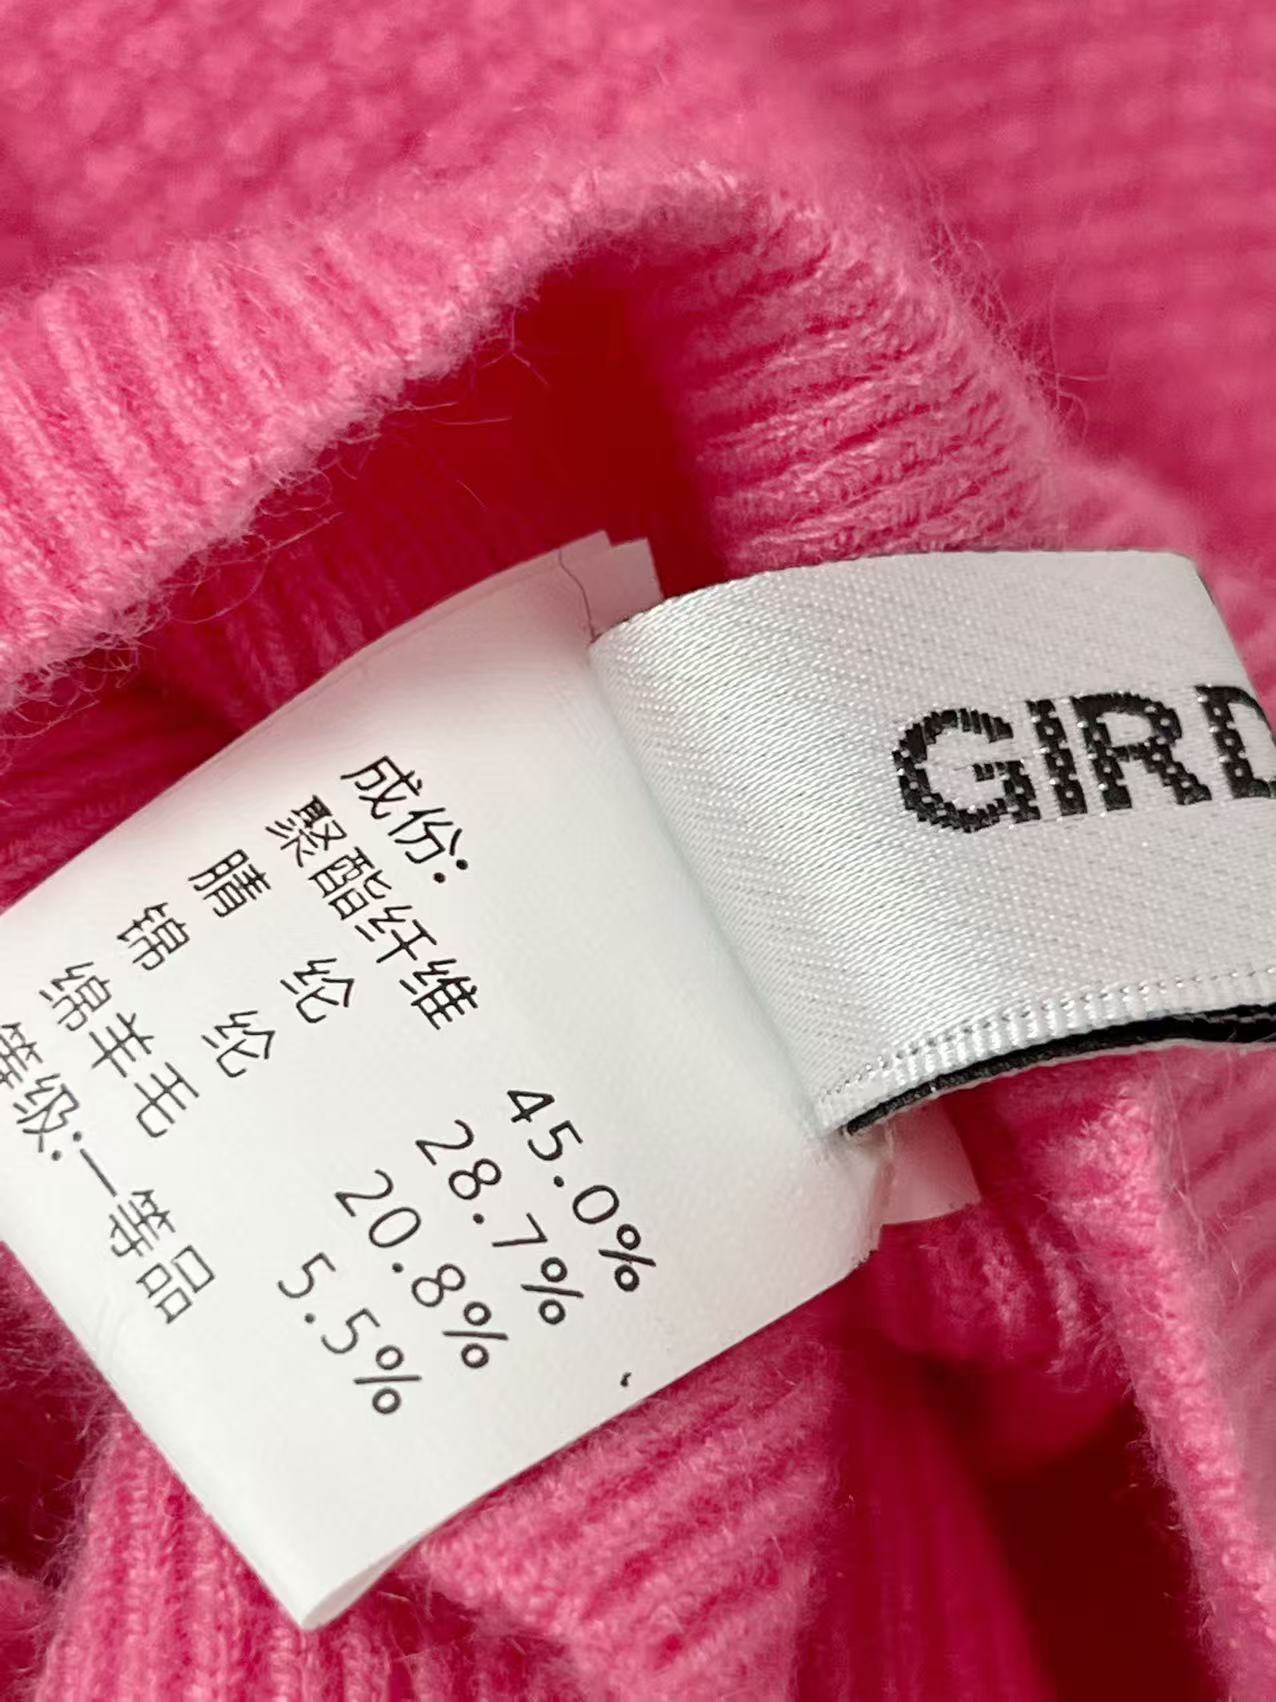 成份:
聚酯纤维 45.0%
腈纶 28.7%
锦纶 20.8%
绵羊毛 5.5%
等级:一等品
GIRD